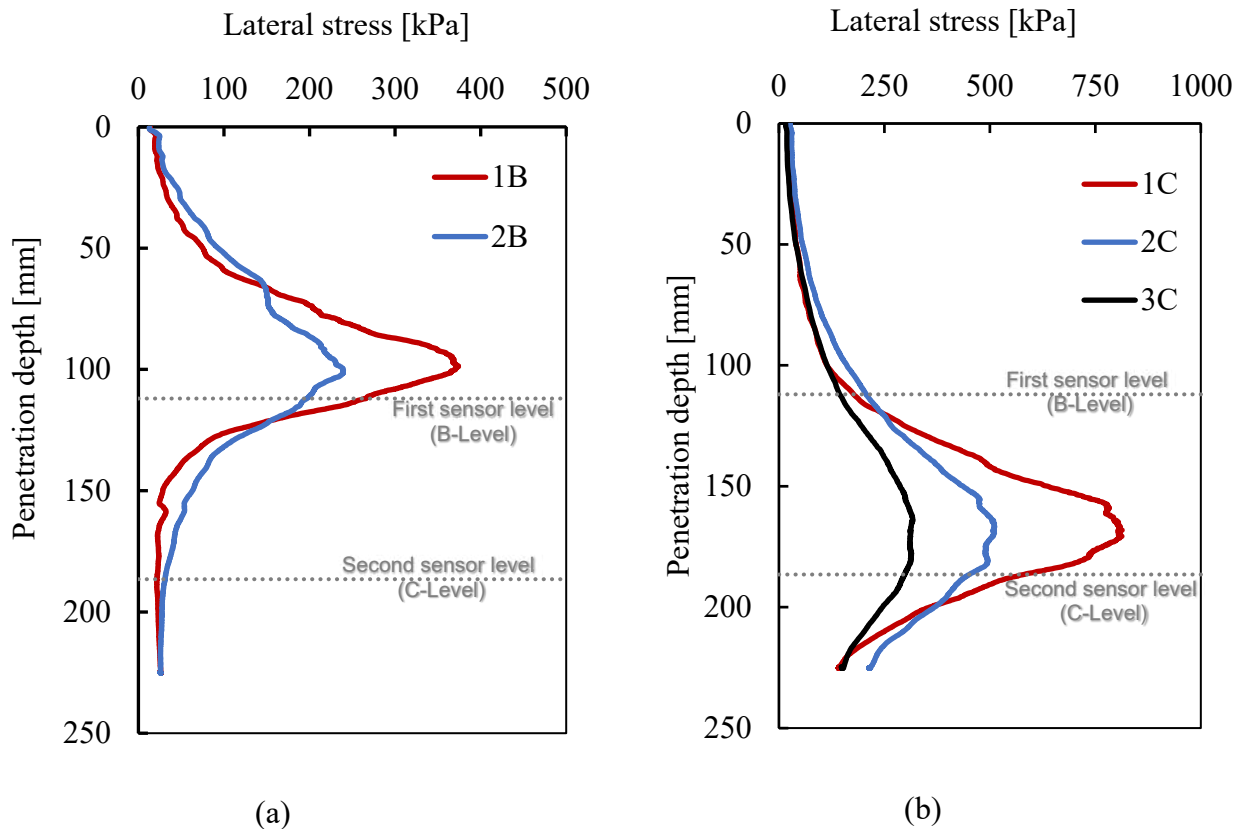 Lateral stress [kPa]
0 100 200 300 400 500
0
50
100
150
200
250
Penetration depth [mm]
1B
2B
First sensor level
(B-Level)
Second sensor level
(C-Level)
(a)
Lateral stress [kPa]
0 250 500 750 1000
0
50
100
150
200
250
Penetration depth [mm]
1C
2C
3C
First sensor level
(B-Level)
Second sensor level
(C-Level)
(b)